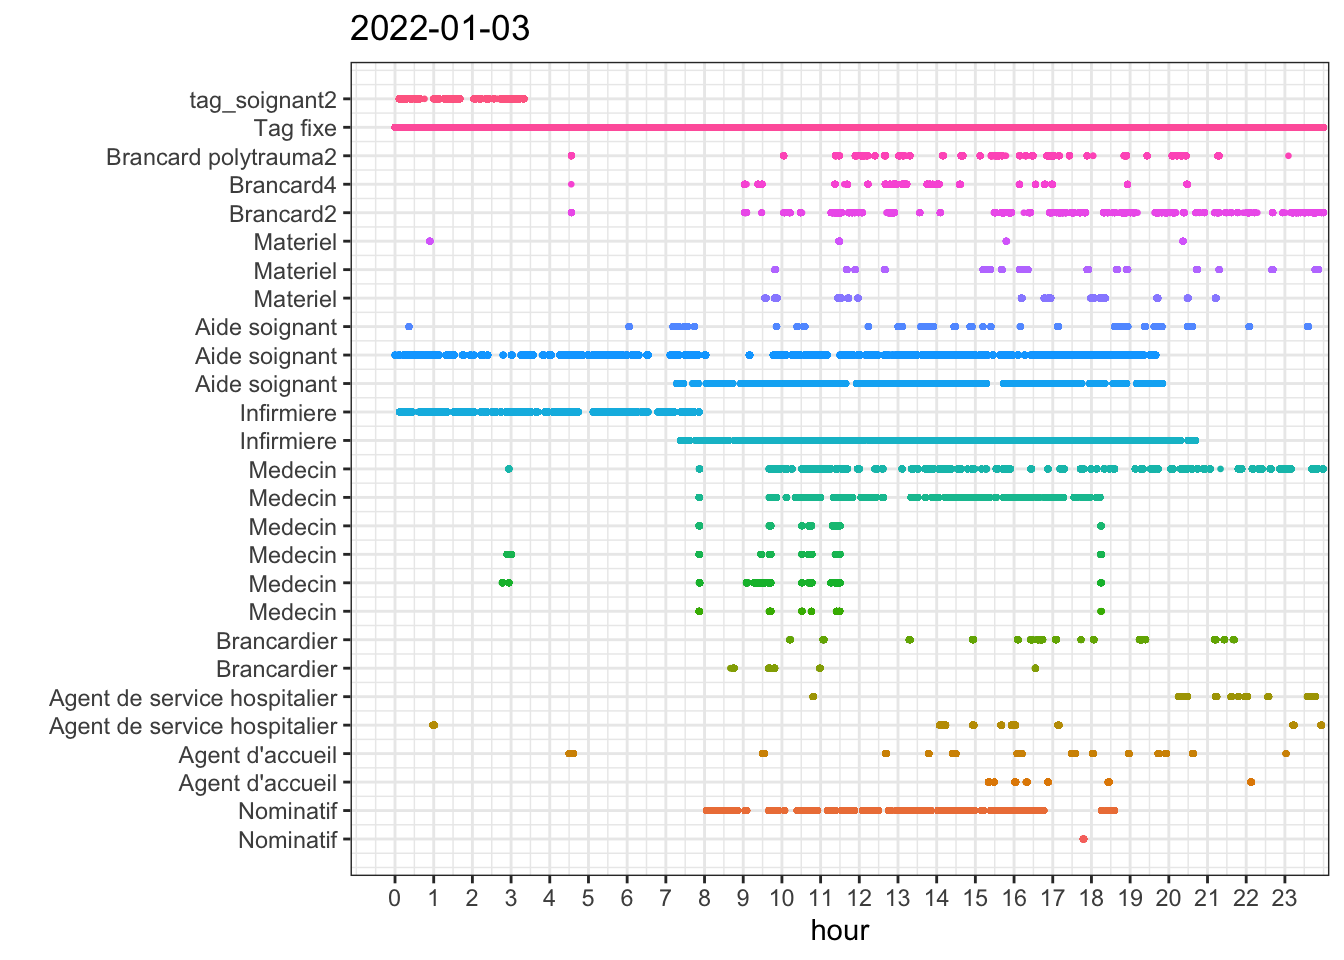 2022-01-03
tag_soignant2
Tag fixe
Brancard polytrauma2
Brancard4
Brancard2
Materiel
Materiel
Materiel
Aide soignant
Aide soignant
Aide soignant
Infirmiere
Infirmiere
Medecin
Medecin
Medecin
Medecin
Medecin
Medecin
Brancardier
Brancardier
Agent de service hospitalier
Agent de service hospitalier
Agent d'accueil
Agent d'accueil
Nominatif
Nominatif
0 1 2 3 4 5 6 7 8 9 10 11 12 13 14 15 16 17 18 19 20 21 22 23
hour